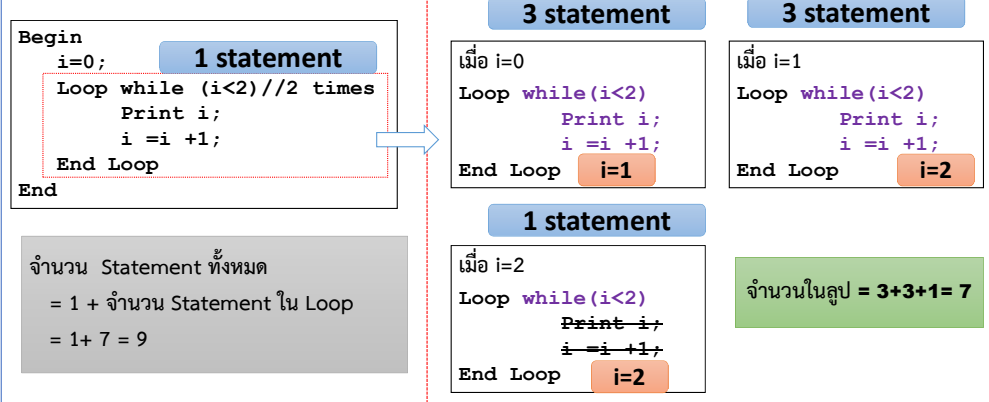 Begin
i=0;
1 statement
Loop while (i<2)//2 times
Print i;
i =i +1;
End Loop
End
จำนวน Statement ทั้งหมด
= 1 + จำนวน Statement ใน Loop
= 1+ 7 = 9
3 statement
เมื่อ i=0
Loop while(i<2)
Print i;
i =i +1;
End Loop
i=1
3 statement
เมื่อ i=1
Loop while(i<2)
Print i;
i =i +1;
End Loop
i=2
1 statement
เมื่อ i=2
Loop while(i<2)
Print i;
i =i +1;
End Loop
i=2
จำนวนในลูป = 3+3+1= 7